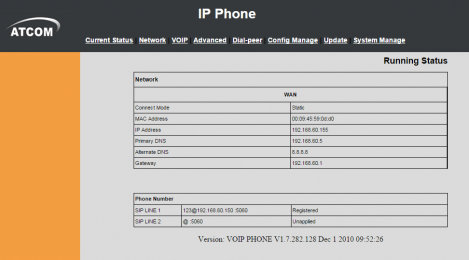 IP Phone
ATCOM
Current Status Network VOIP Advanced Dial-peer Config Manage Update System Manage
Running Status
Network
WAN
Connect Mode Static
MAC Address 00:09:45:59:0d:d0
IP Address 192.168.60.155
Primary DNS 192.168.60.5
Alternate DNS 8.8.8.8
Gateway 192.168.60.1
Phone Number
SIP LINE 1 123@192.168.60.150 :5060 Registered
SIP LINE 2 @ :5060 Unapplied
Version: VOIP PHONE V1.7.282.128 Dec 1 2010 09:52:26